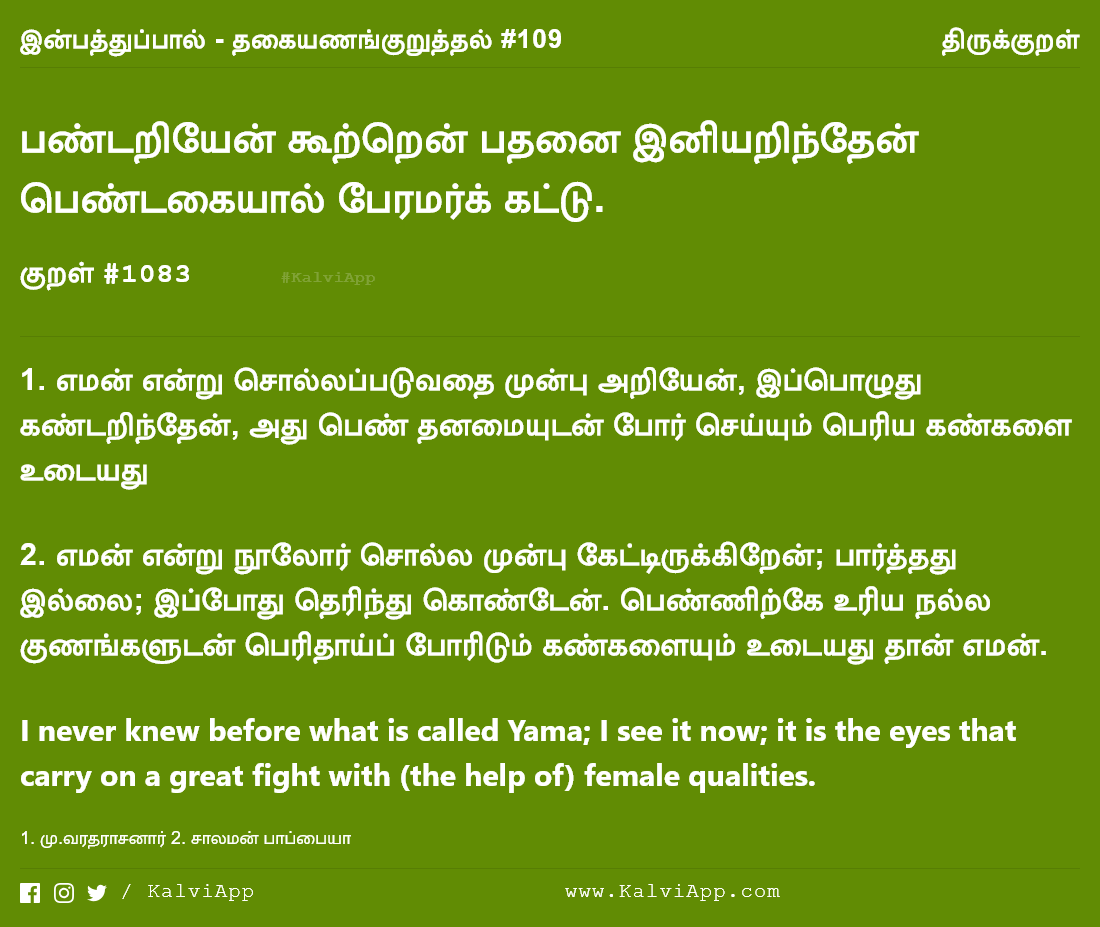 இன்பத்துப்பால் - தகையணங்குறுத்தல் #109 திருக்குறள்
பண்டறியேன் கூற்றென் பதனை இனியறிந்தேன்
பெண்டகையால் பேரமர்க் கட்டு.
குறள் #1083 #KalviApp
1. எமன் என்று சொல்லப்படுவதை முன்பு அறியேன், இப்பொழுது
கண்டறிந்தேன், அது பெண் தனமையுடன் போர் செய்யும் பெரிய கண்களை
உடையது
2. எமன் என்று நூலோர் சொல்ல முன்பு கேட்டிருக்கிறேன்; பார்த்தது
இல்லை; இப்போது தெரிந்து கொண்டேன். பெண்ணிற்கே உரிய நல்ல
குணங்களுடன் பெரிதாய்ப் போரிடும் கண்களையும் உடையது தான் எமன்.
I never knew before what is called Yama; I see it now; it is the eyes that
carry on a great fight with (the help of) female qualities.
1. மு.வரதராசனார் 2. சாலமன் பாப்பையா
/ KalviApp www.KalviApp.com